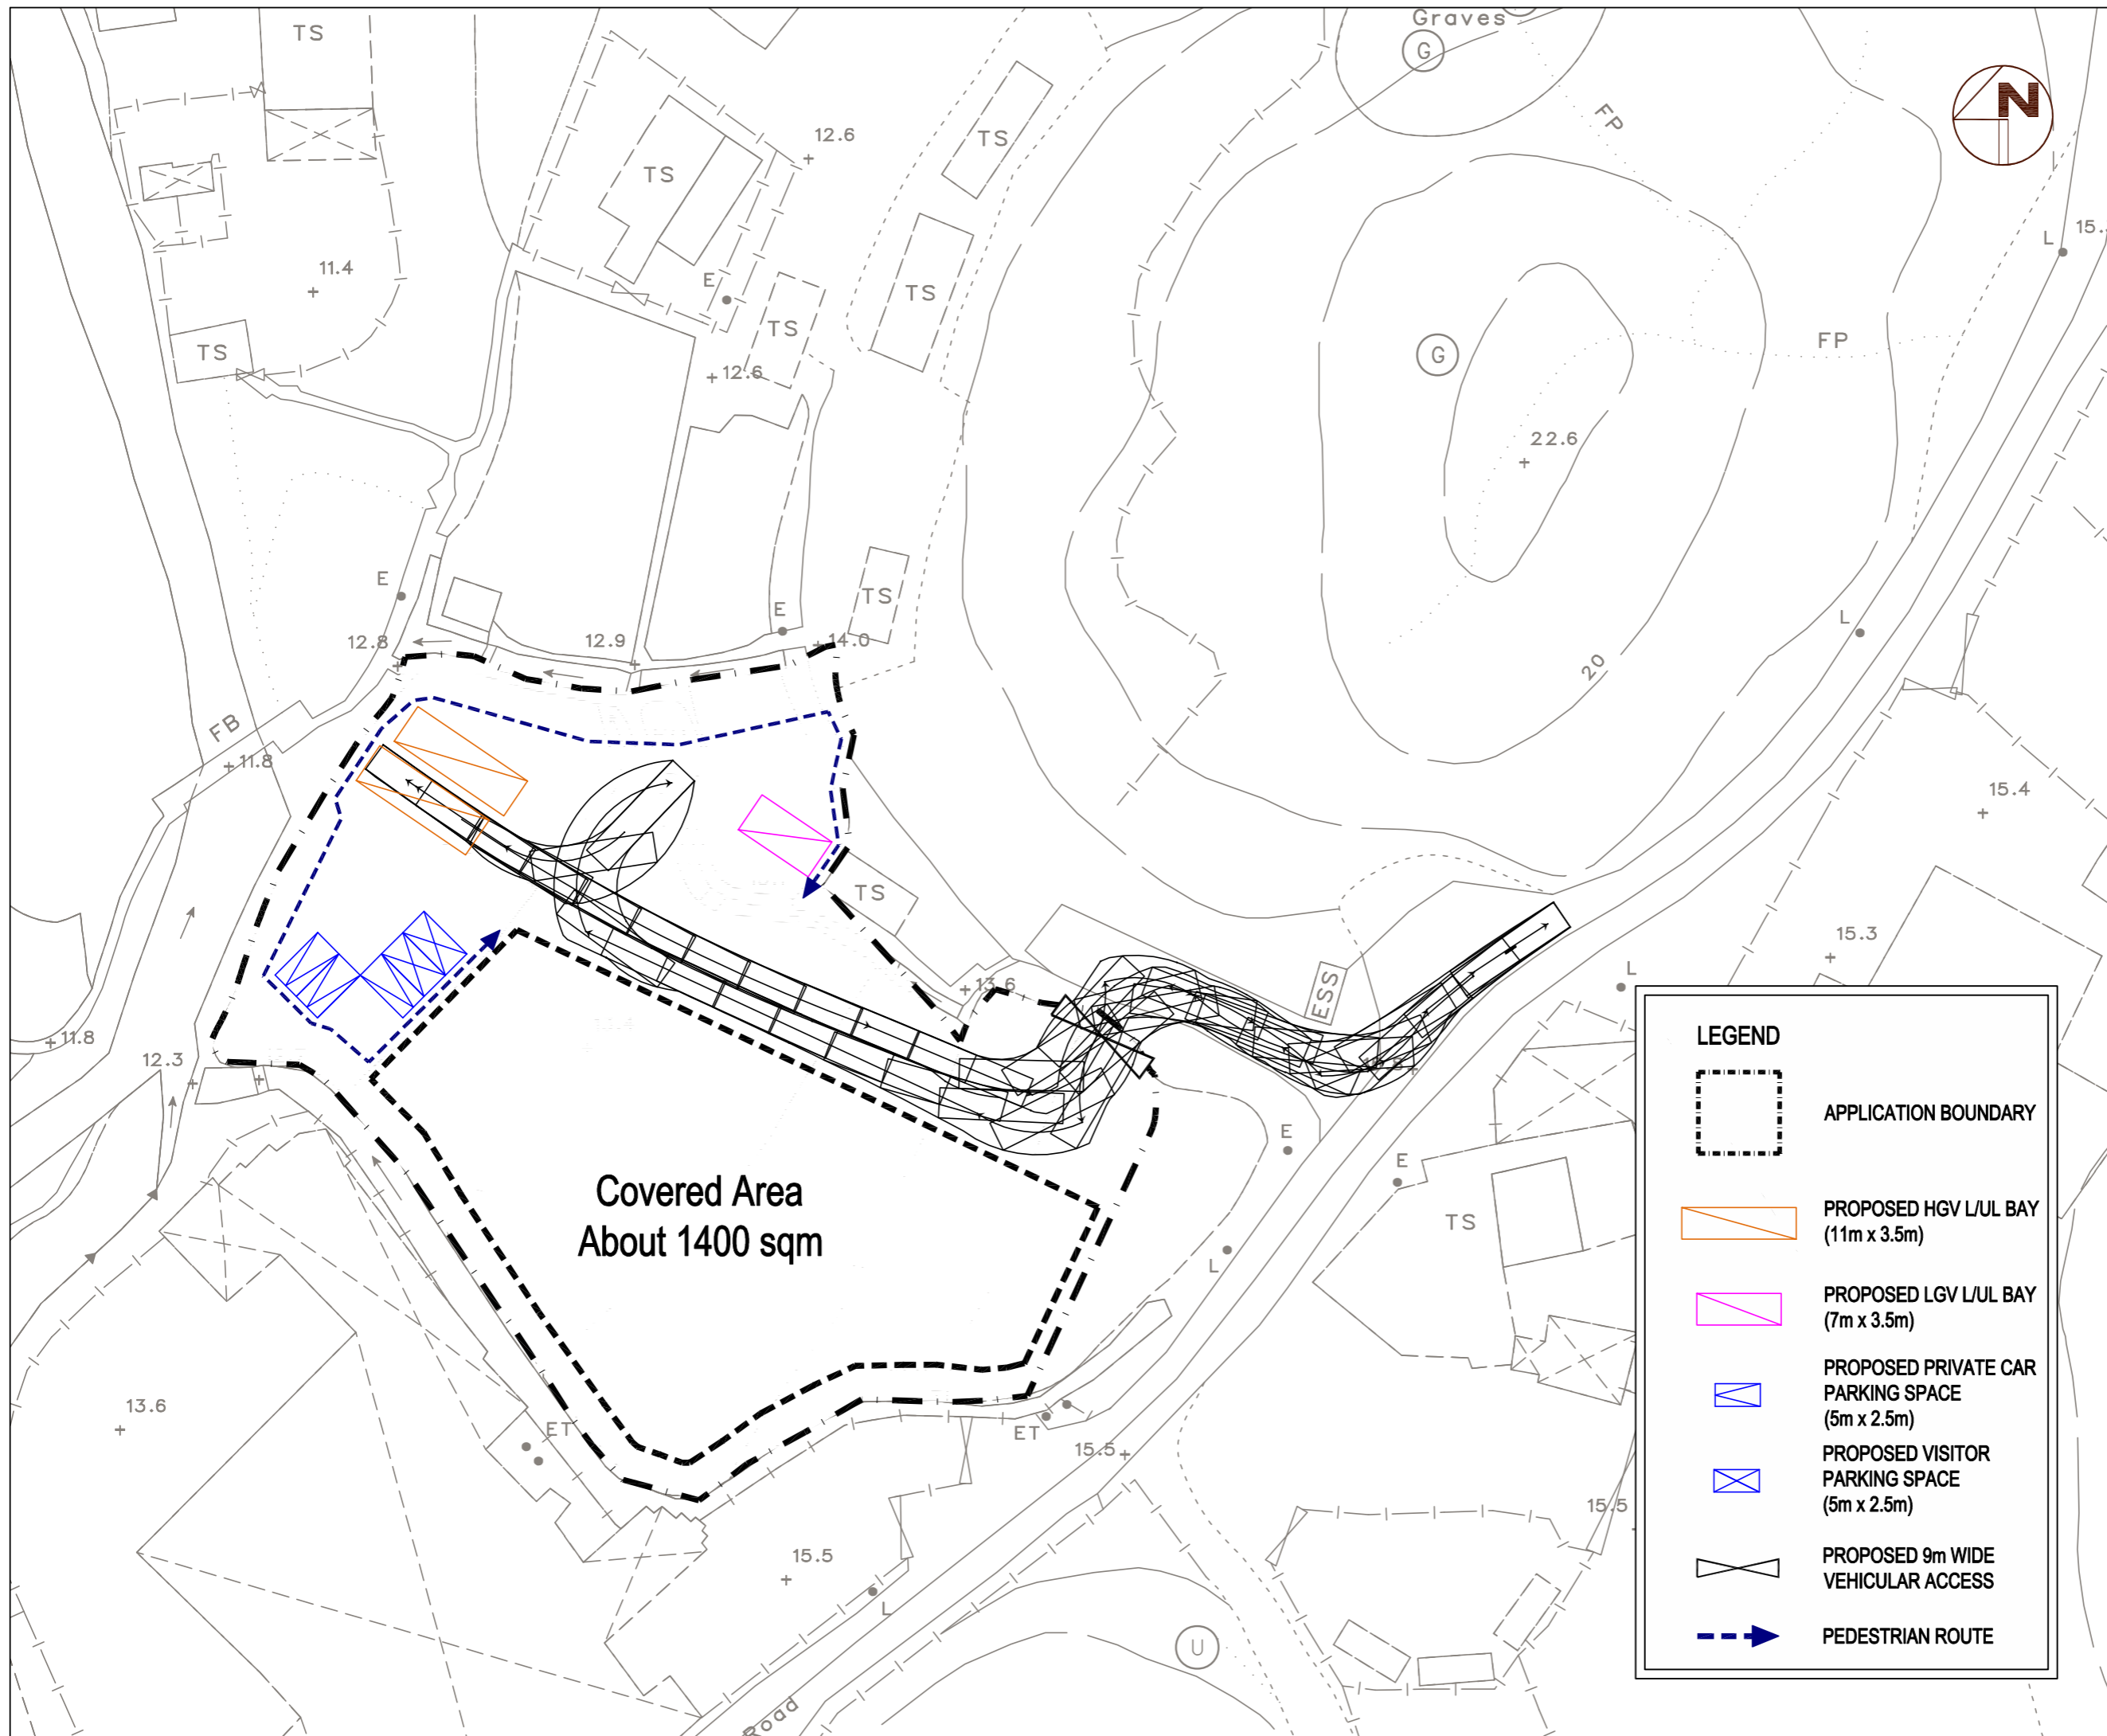 Graves
TS
G
N
FP
12.6
TS
TS
15.
L
11.4
E
TS
TS
TS
G
FP
12.6
22.6
E
TS
E
L
12.8
12.9
14.0
20
FB
11.8
15.4
TS
15.3
13.6
ESS
L
11.8
12.3
E
E
Covered Area
About 1400 sqm
TS
L
13.6
ET
ET
15.5
15.5
15.5
L
U
Road
LEGEND
APPLICATION BOUNDARY
PROPOSED HGV L/UL BAY
(11m x 3.5m)
PROPOSED LGV L/UL BAY
(7m x 3.5m)
PROPOSED PRIVATE CAR
PARKING SPACE
(5m x 2.5m)
PROPOSED VISITOR
PARKING SPACE
(5m x 2.5m)
PROPOSED 9m WIDE
VEHICULAR ACCESS
PEDESTRIAN ROUTE